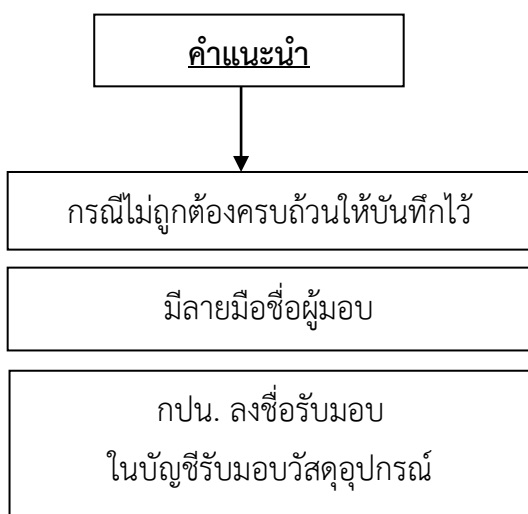 คำแนะนำ
กรณีไม่ถูกต้องครบถ้วนให้บันทึกไว้
มีลายมือชื่อผู้มอบ
กปน. ลงชื่อรับมอบ
ในบัญชีรับมอบวัสดุอุปกรณ์